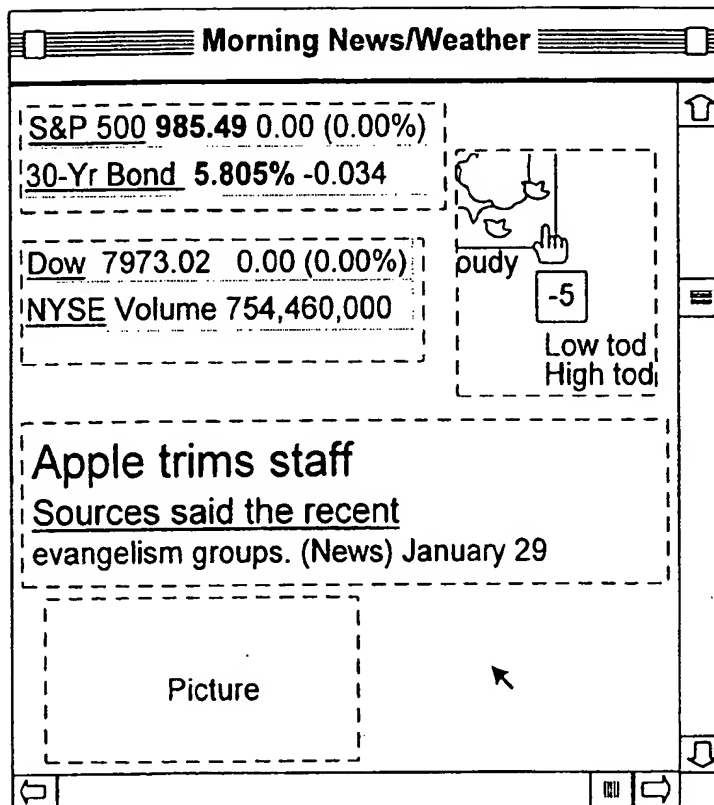 Morning News/Weather
S&P 500 985.49 0.00 (0.00%)
30-Yr Bond 5.805% -0.034
Dow 7973.02 0.00 (0.00%)
NYSE Volume 754,460,000
oudy
-5
Low tod
High tod
Apple trims staff
Sources said the recent
evangelism groups. (News) January 29
Picture